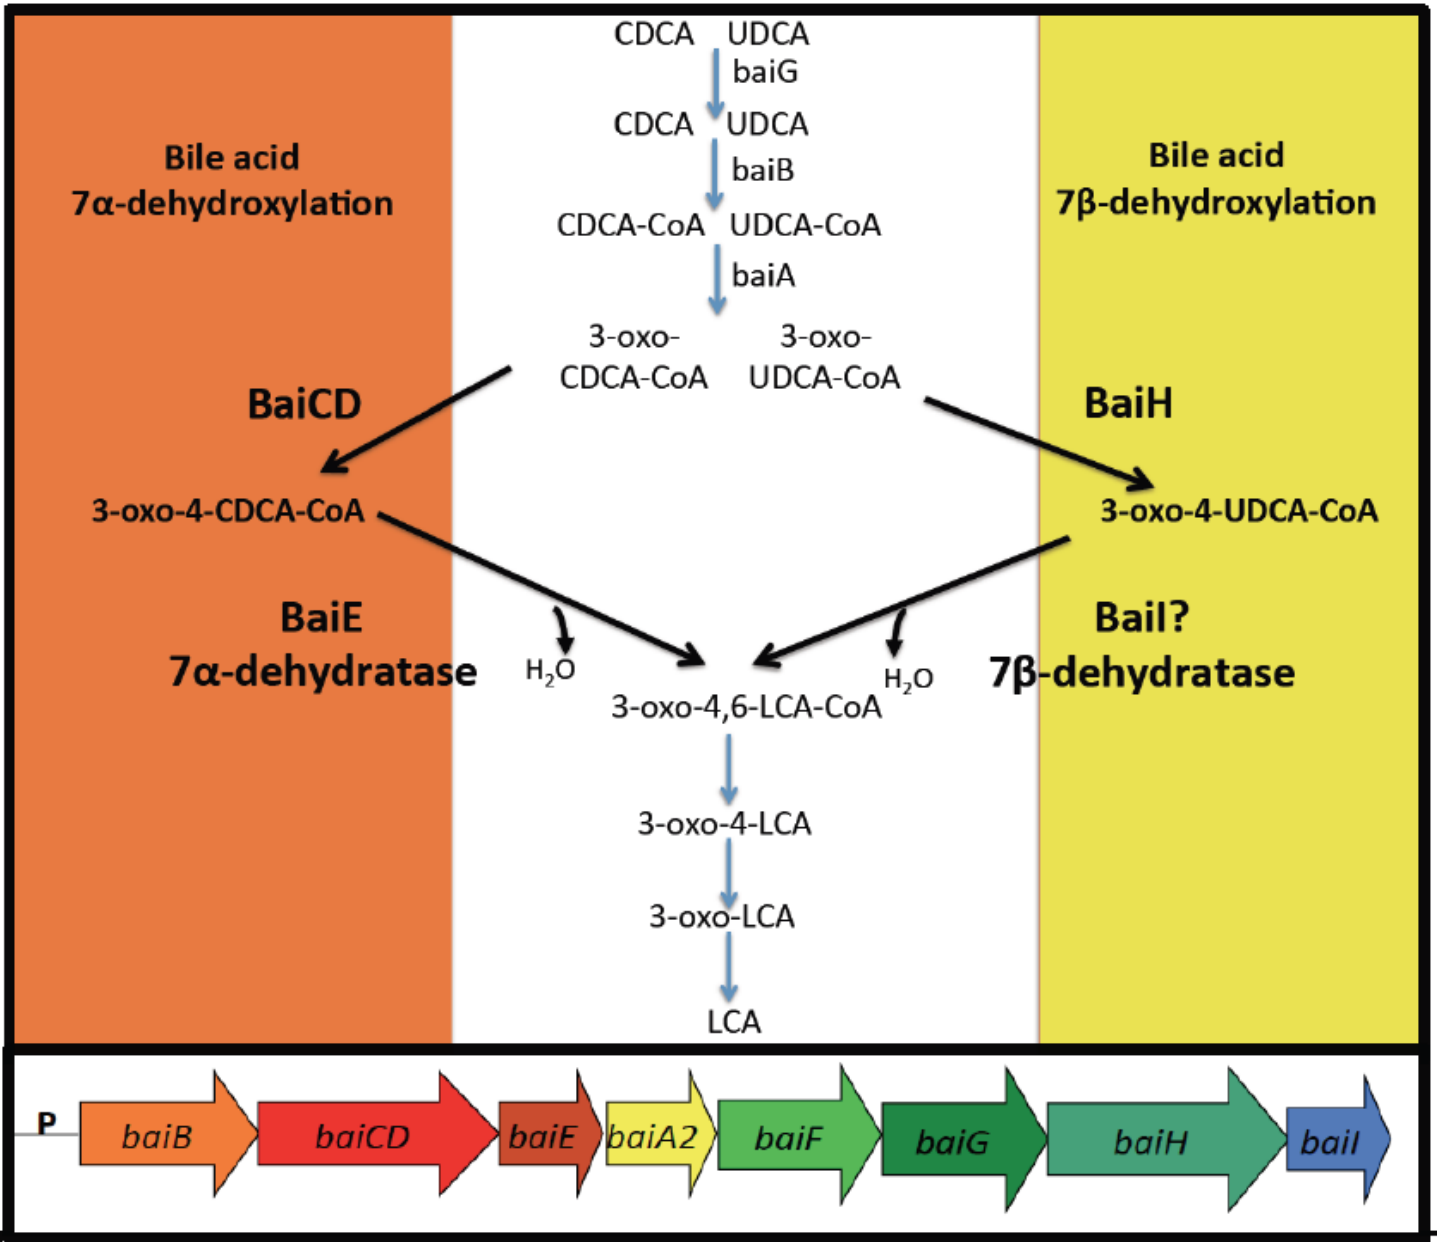 CDCA UDCA
baiG
CDCA UDCA
baiB
CDCA-CoA UDCA-CoA
baiA
3-oxo- 3-oxo-
CDCA-CoA UDCA-CoA
Bile acid
7α-dehydroxylation
Bile acid
7β-dehydroxylation
BaiCD
BaiH
3-oxo-4-CDCA-CoA
3-oxo-4-UDCA-CoA
BaiE
7α-dehydratase
H₂O
BaiI?
7β-dehydratase
H₂O
3-oxo-4,6-LCA-CoA
3-oxo-4-LCA
3-oxo-LCA
LCA
P baiB baiCD baiE baiA2 baiF baiG baiH baiI